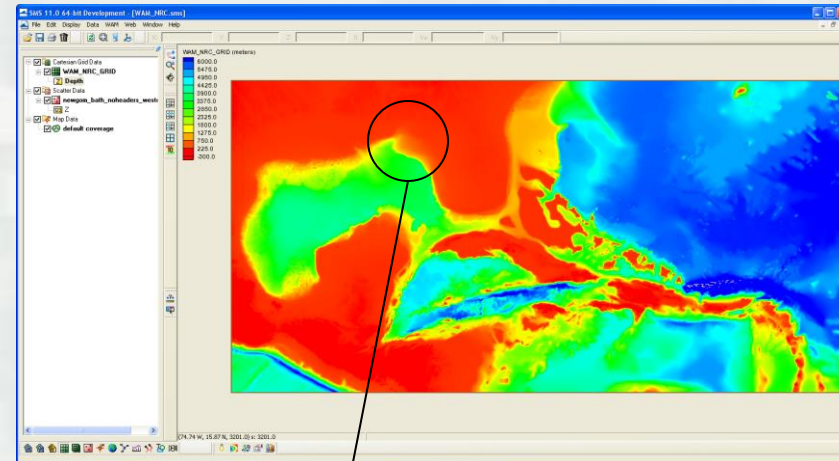 SMS 11.0 64-bit Development - [WAM_NRC.sms]
File Edit Display Data WAM Web Window Help
Cartesian Grid Data
WAM_NRC_GRID
Depth
Scatter Data
newgom_bath_noheaders_weste
Z
Map Data
default coverage
WAM_NRC_GRID (meters)
6000.0
5475.0
4950.0
4425.0
3900.0
3375.0
2850.0
2325.0
1800.0
1275.0
750.0
225.0
-300.0
(74.74 W, 15.87 N, 3201.0) s: 3201.0